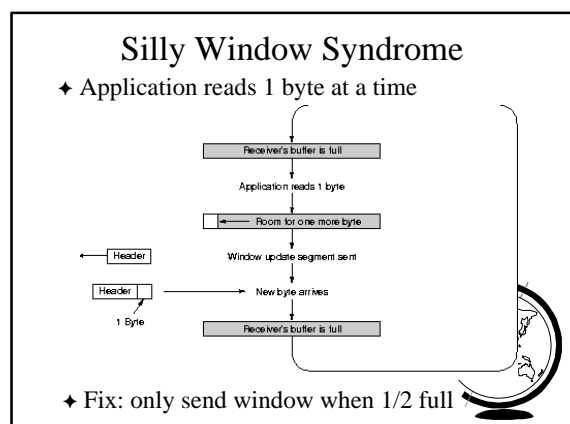 Silly Window Syndrome
✦ Application reads 1 byte at a time
Receiver's buffer is full
Application reads 1 byte
Room for one more byte
Header
Window update segment sent
Header
New byte arrives
1 Byte
Receiver's buffer is full
✦ Fix: only send window when 1/2 full